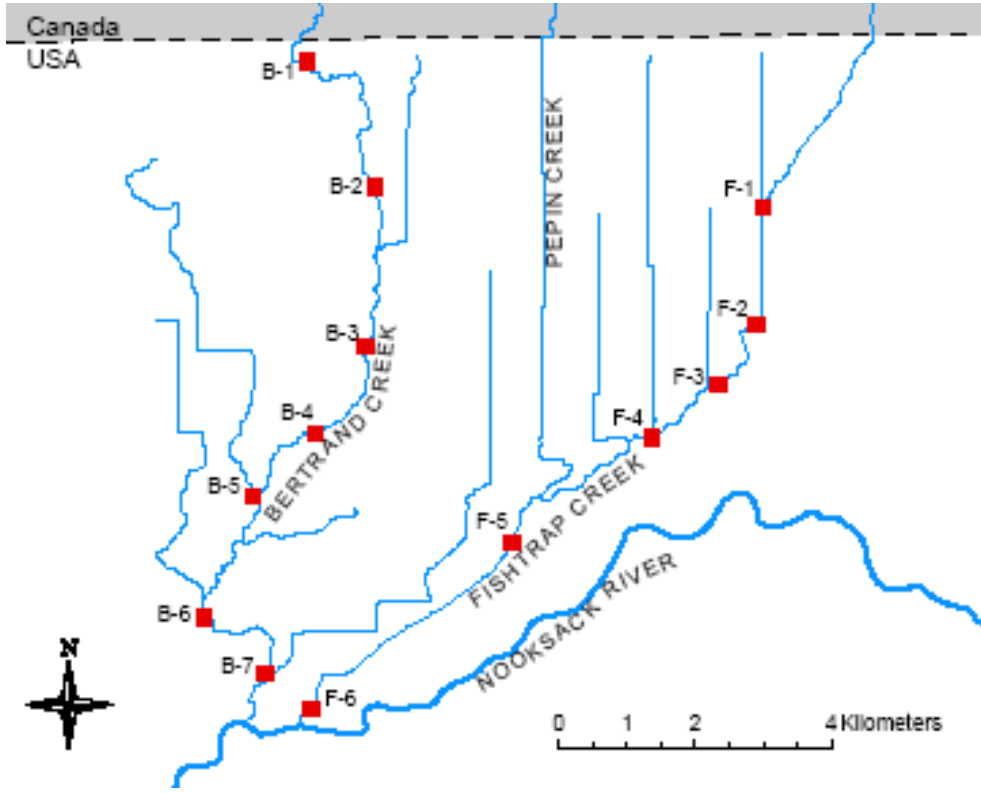 Canada
USA
B-1
B-2
PEPIN CREEK
F-1
F-2
B-3
F-3
BERTRAND CREEK
B-4
F-4
B-5
F-5
FISHTRAP CREEK
NOOKSACK RIVER
B-6
N
B-7
F-6
0 1 2 4 Kilometers